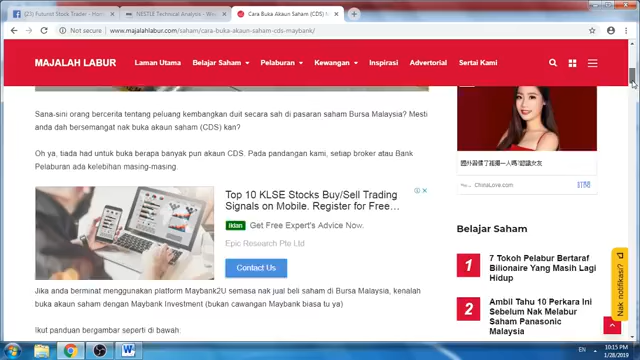 (23) Futurist Stock Trader - Hom
NESTLE Technical Analysis - Win
Cara Buka Akaun Saham (CDS) M
Not secure
www.majalahlabur.com/saham/cara-buka-akaun-saham-cds-maybank/
MAJALAH LABUR
Laman Utama
Belajar Saham
Pelaburan
Kewangan
Inspirasi
Advertorial
Sertai Kami
Sana-sini orang bercerita tentang peluang kembangkan duit secara sah di pasaran saham Bursa Malaysia? Mesti
anda dah bersemangat nak buka akaun saham (CDS) kan?
Oh ya, tiada had untuk buka berapa banyak pun akaun CDS. Pada pandangan kami, setiap broker atau Bank
Pelaburan ada kelebihan masing-masing.
Top 10 KLSE Stocks Buy/Sell Trading
Signals on Mobile. Register for Free...
Iklan Get Free Expert's Advice Now.
Epic Research Pte Ltd
Contact Us
Jika anda berminat menggunakan platform Maybank2U semasa nak jual beli saham di Bursa Malaysia, kenalah
buka akaun saham dengan Maybank Investment (bukan cawangan Maybank biasa tu ya)
Ikut panduan bergambar seperti di bawah:
Ad · ChinaLove.com
訂閱
Belajar Saham
1
7 Tokoh Pelabur Bertaraf
Bilionaire Yang Masih Lagi
Hidup
2
Ambil Tahu 10 Perkara Ini
Sebelum Nak Melabur
Saham Panasonic
Malaysia
Nak notifikasi?
EN
10:15 PM
1/28/2019